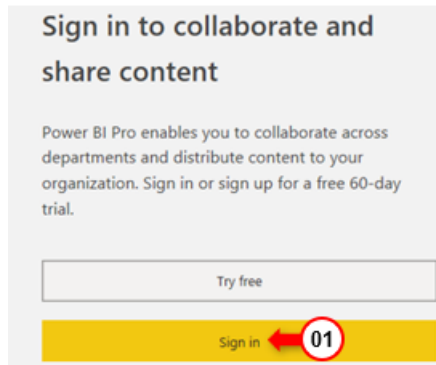 Sign in to collaborate and
share content
Power BI Pro enables you to collaborate across
departments and distribute content to your
organization. Sign in or sign up for a free 60-day
trial.
Try free
Sign in 01